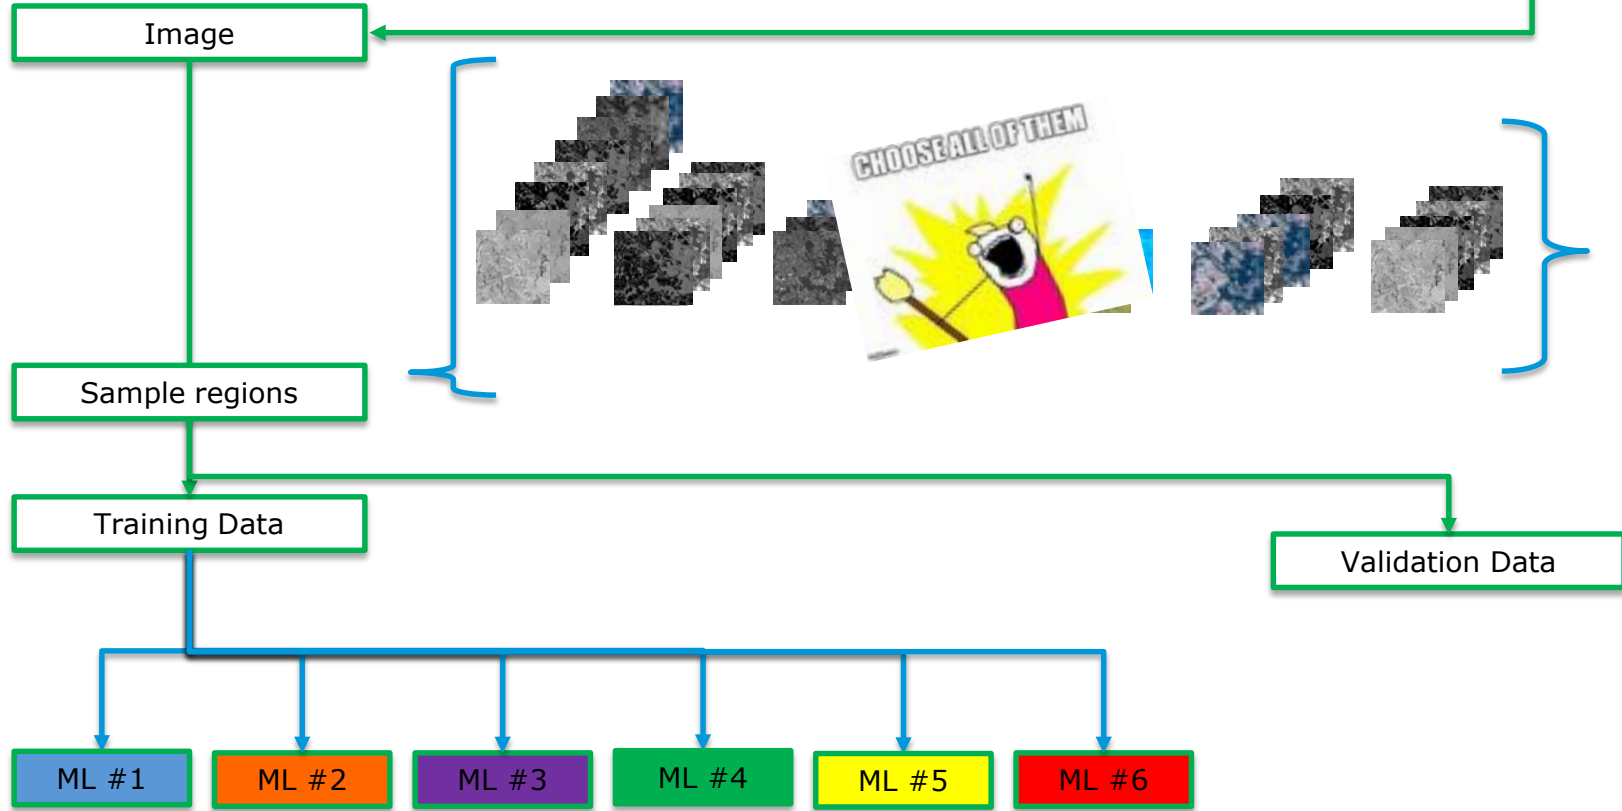 Image
CHOOSE ALL OF THEM
Sample regions
Training Data
Validation Data
ML #1
ML #2
ML #3
ML #4
ML #5
ML #6